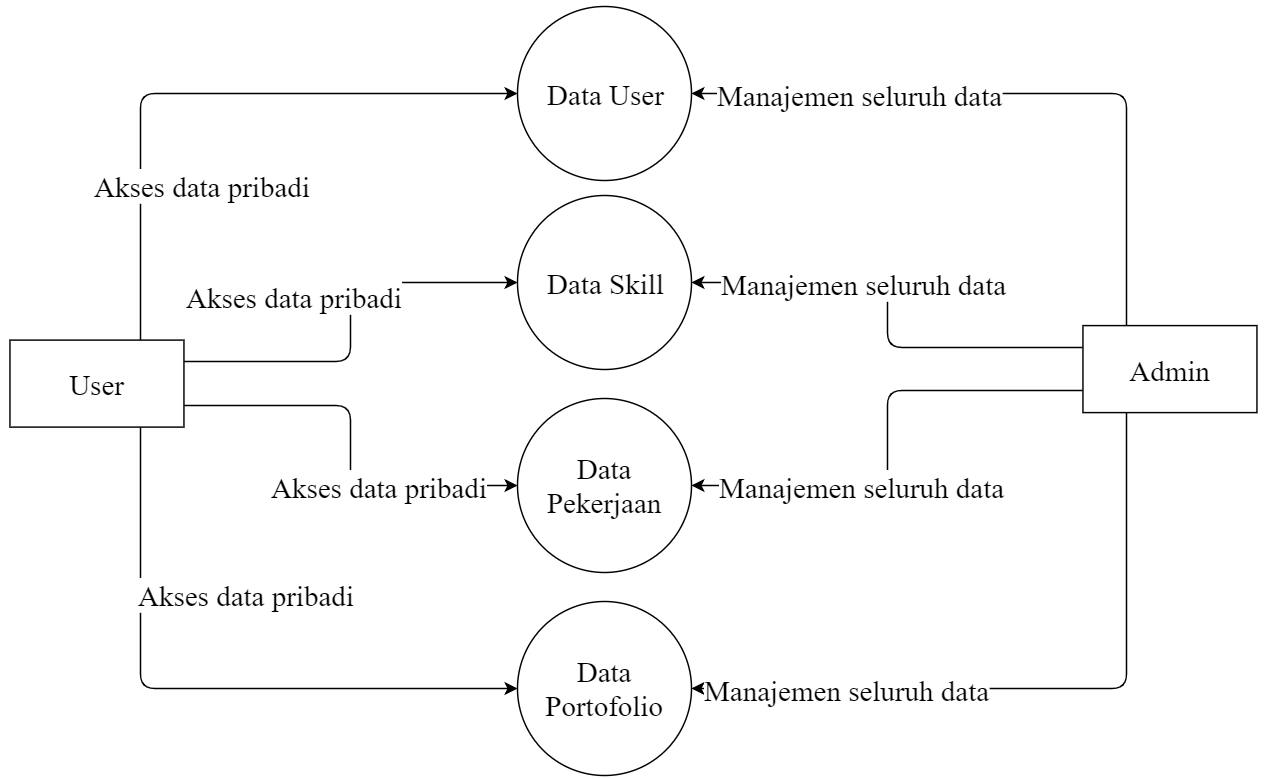 Data User
Manajemen seluruh data
Akses data pribadi
Akses data pribadi
Data Skill
Manajemen seluruh data
User
Admin
Data
Pekerjaan
Akses data pribadi
Manajemen seluruh data
Akses data pribadi
Data
Portofolio
Manajemen seluruh data